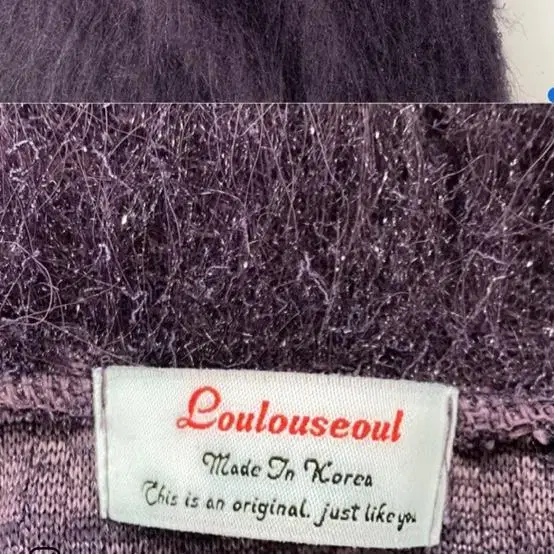 Loulouseoul
Made In Korea
This is an original. just like you.